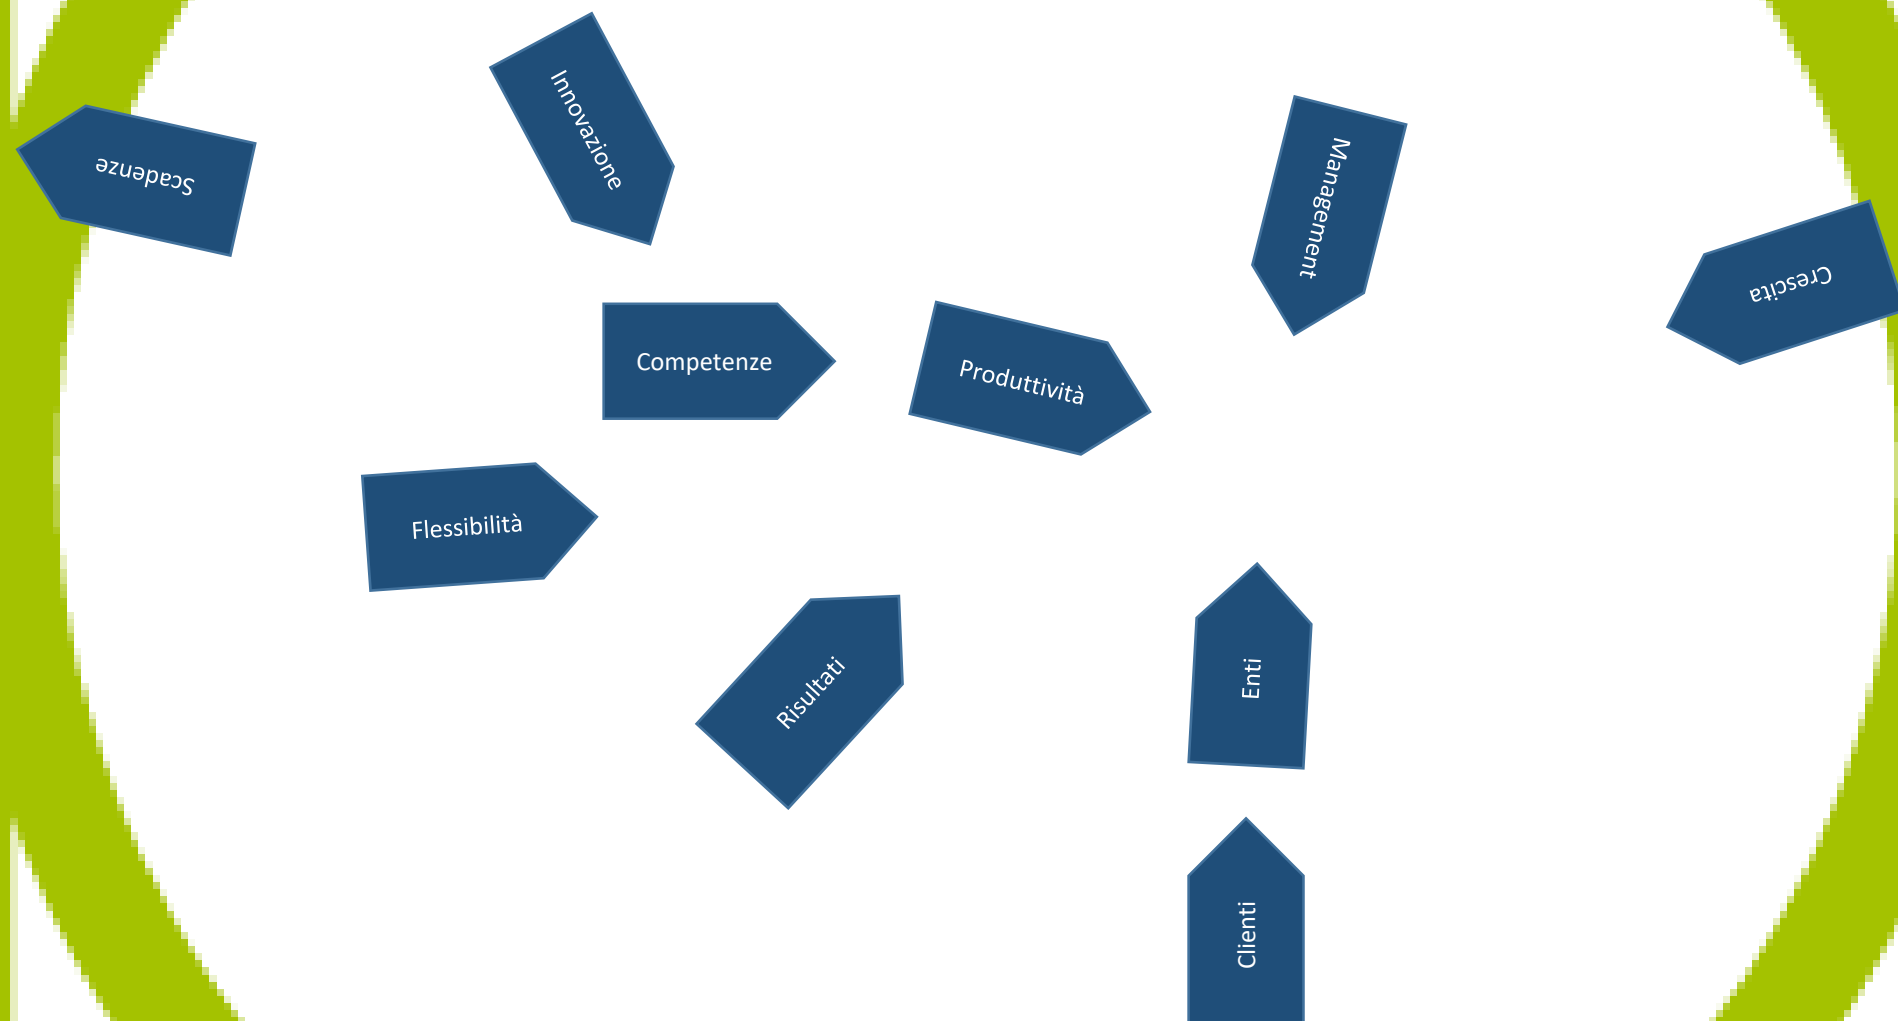 Innovazione
Scadenze
Management
Crescita
Competenze
Produttività
Flessibilità
Risultati
Enti
Clienti